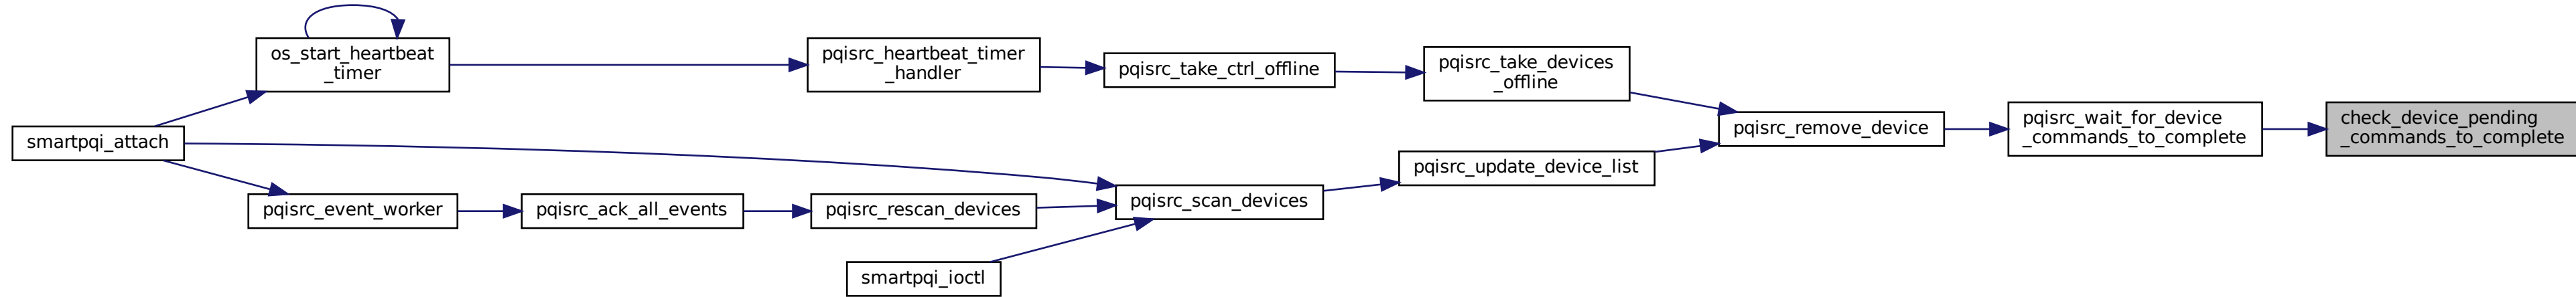 os_start_heartbeat
_timer
pqisrc_heartbeat_timer
_handler
pqisrc_take_ctrl_offline
pqisrc_take_devices
_offline
smartpqi_attach
pqisrc_remove_device
pqisrc_wait_for_device
_commands_to_complete
check_device_pending
_commands_to_complete
pqisrc_update_device_list
pqisrc_event_worker
pqisrc_ack_all_events
pqisrc_rescan_devices
pqisrc_scan_devices
smartpqi_ioctl